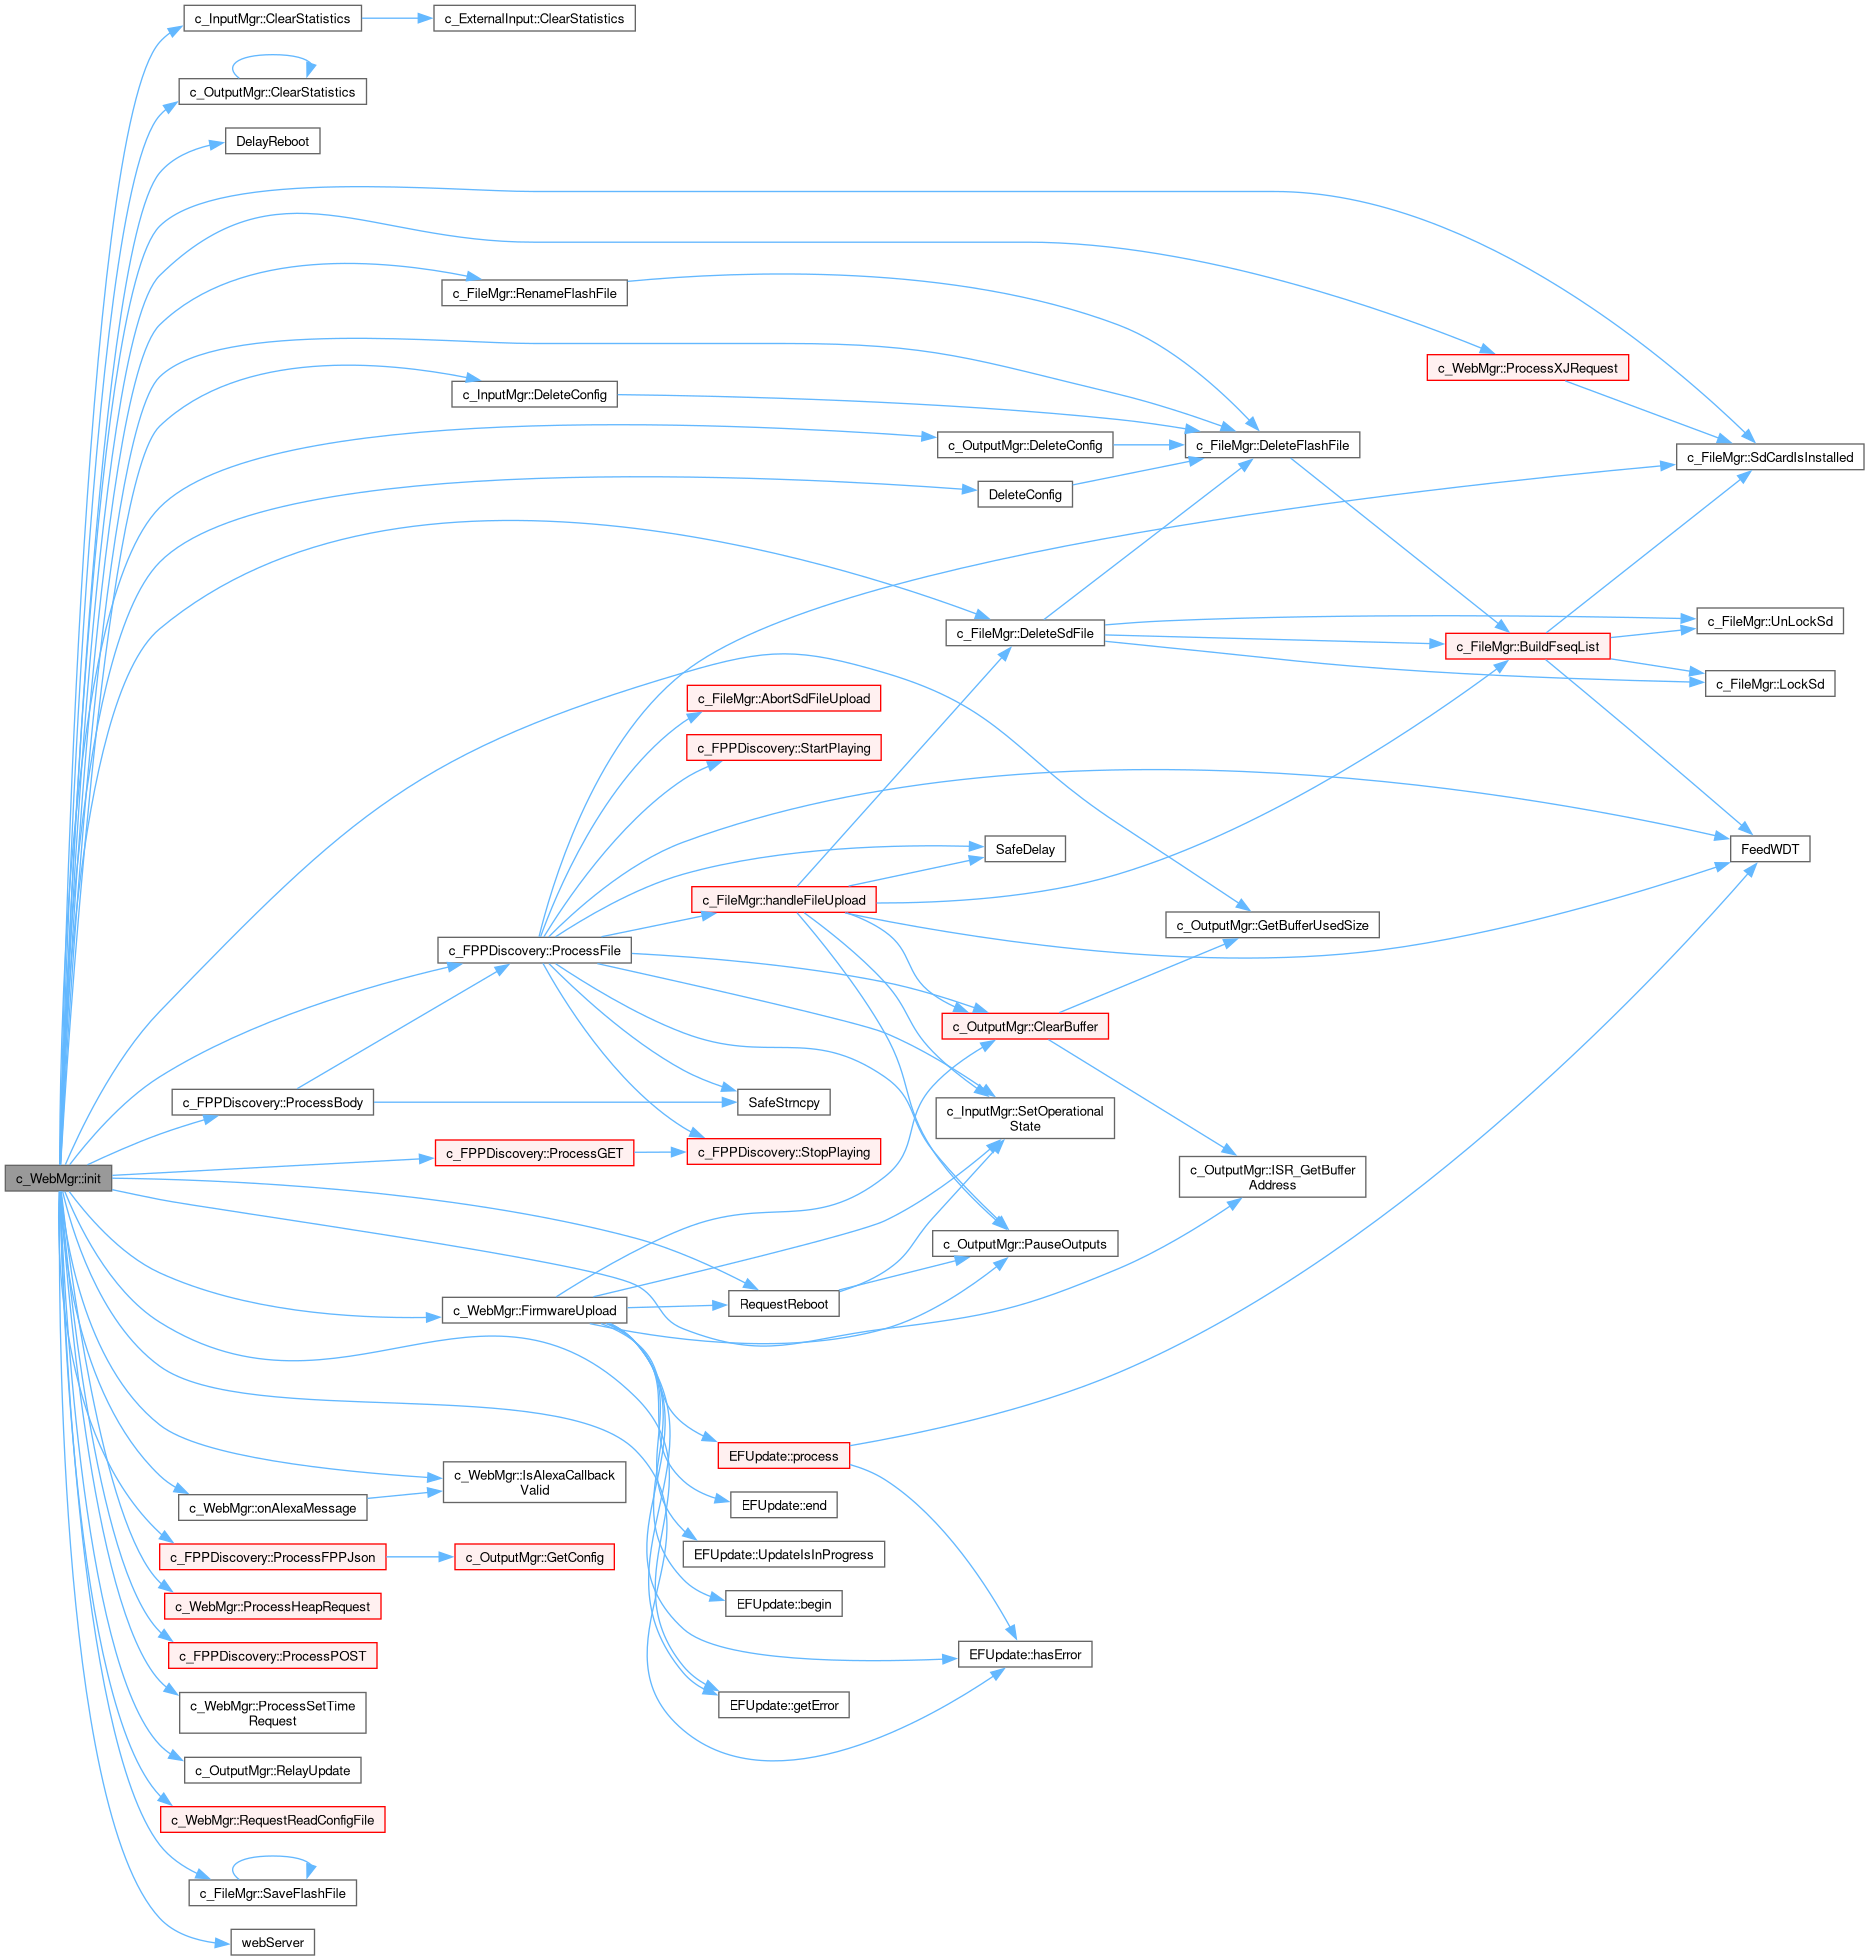 c_InputMgr::ClearStatistics
c_ExternalInput::ClearStatistics
c_OutputMgr::ClearStatistics
DelayReboot
c_FileMgr::RenameFlashFile
c_WebMgr::ProcessXJRequest
c_InputMgr::DeleteConfig
c_OutputMgr::DeleteConfig
c_FileMgr::DeleteFlashFile
c_FileMgr::SdCardIsInstalled
DeleteConfig
c_FileMgr::DeleteSdFile
c_FileMgr::UnLockSd
c_FileMgr::BuildFseqList
c_FileMgr::LockSd
c_FileMgr::AbortSdFileUpload
c_FPPDiscovery::StartPlaying
SafeDelay
FeedWDT
c_FileMgr::handleFileUpload
c_OutputMgr::GetBufferUsedSize
c_FPPDiscovery::ProcessFile
c_OutputMgr::ClearBuffer
c_FPPDiscovery::ProcessBody
SafeStrncpy
c_InputMgr::SetOperational
State
c_FPPDiscovery::ProcessGET
c_FPPDiscovery::StopPlaying
c_WebMgr::init
c_OutputMgr::ISR_GetBuffer
Address
c_OutputMgr::PauseOutputs
c_WebMgr::FirmwareUpload
RequestReboot
EFUpdate::process
c_WebMgr::IsAlexaCallback
Valid
c_WebMgr::onAlexaMessage
EFUpdate::end
c_FPPDiscovery::ProcessFPPJson
c_OutputMgr::GetConfig
EFUpdate::UpdateIsInProgress
c_WebMgr::ProcessHeapRequest
EFUpdate::begin
c_FPPDiscovery::ProcessPOST
EFUpdate::hasError
c_WebMgr::ProcessSetTime
Request
EFUpdate::getError
c_OutputMgr::RelayUpdate
c_WebMgr::RequestReadConfigFile
c_FileMgr::SaveFlashFile
webServer